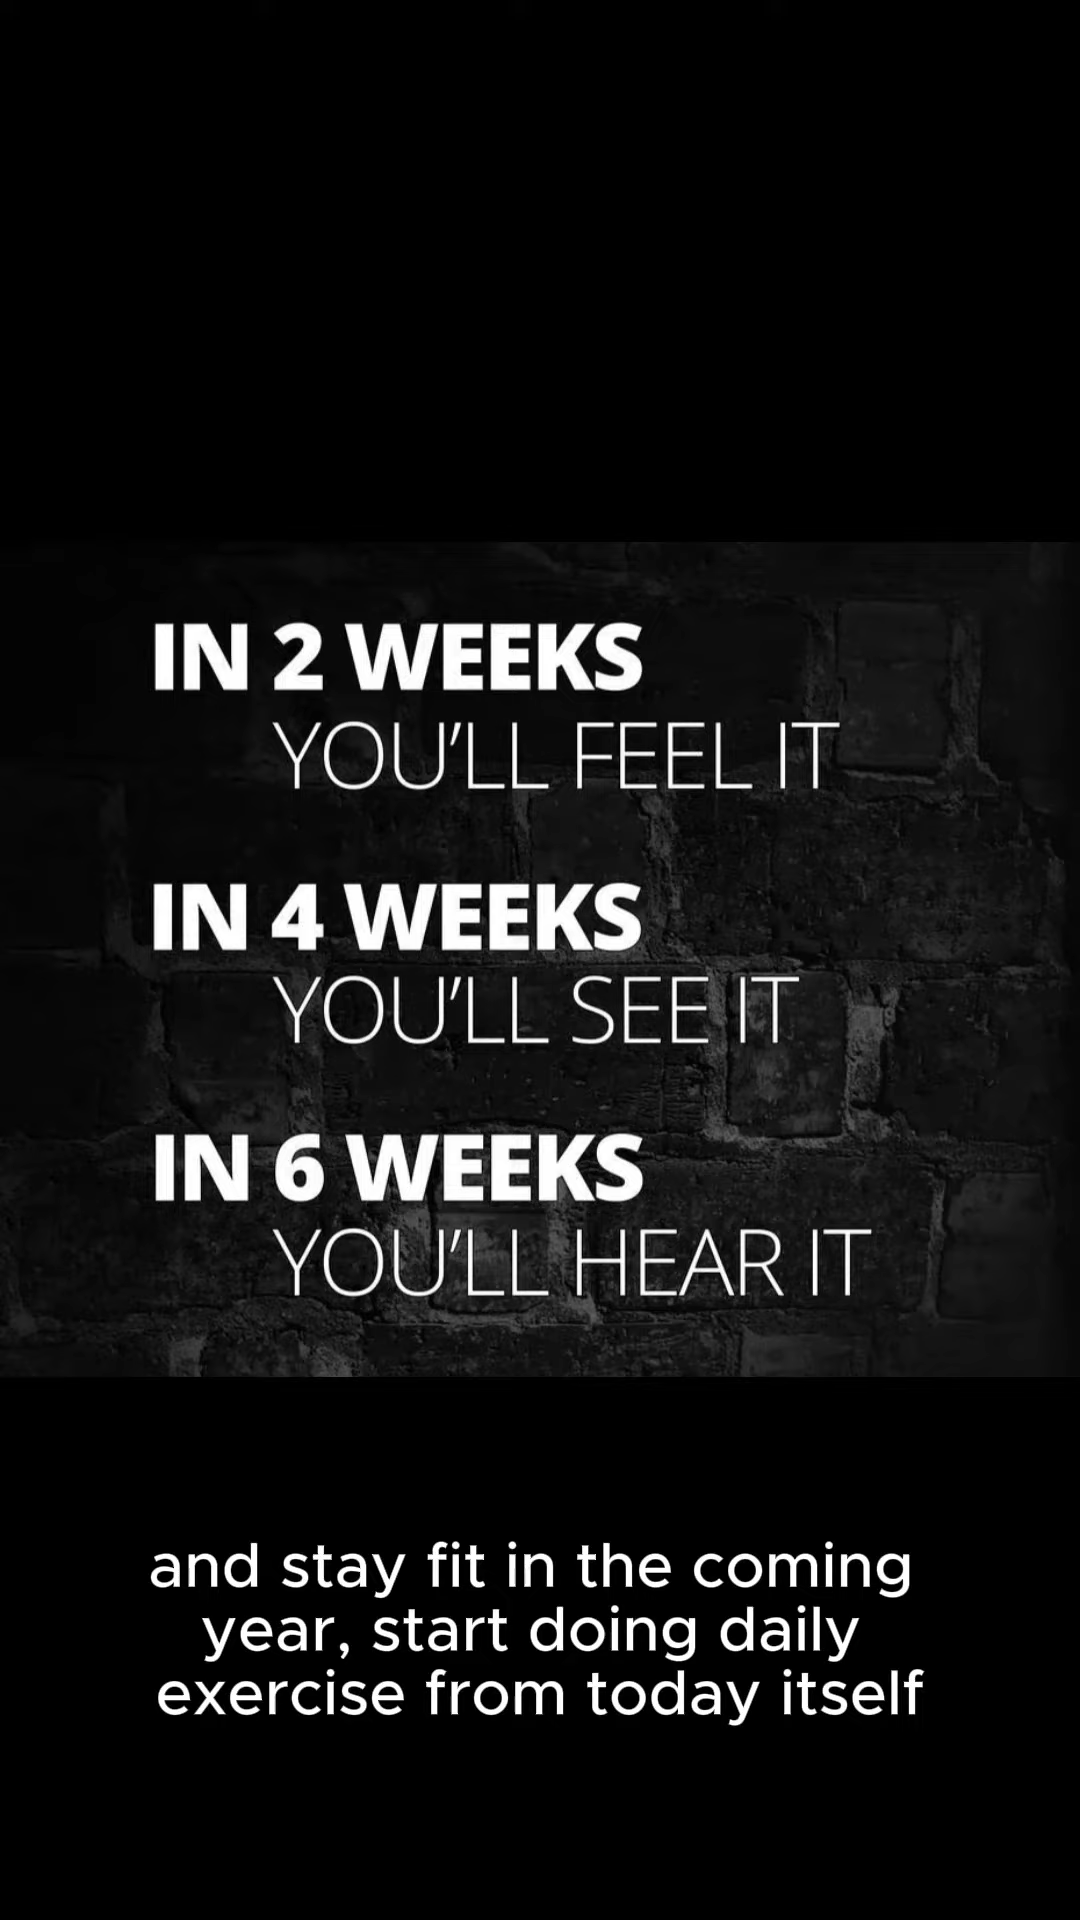 IN 2 WEEKS
YOU'LL FEEL IT
IN 4 WEEKS
YOU'LL SEE IT
IN 6 WEEKS
YOU'LL HEAR IT
and stay fit in the coming
year, start doing daily
exercise from today itself